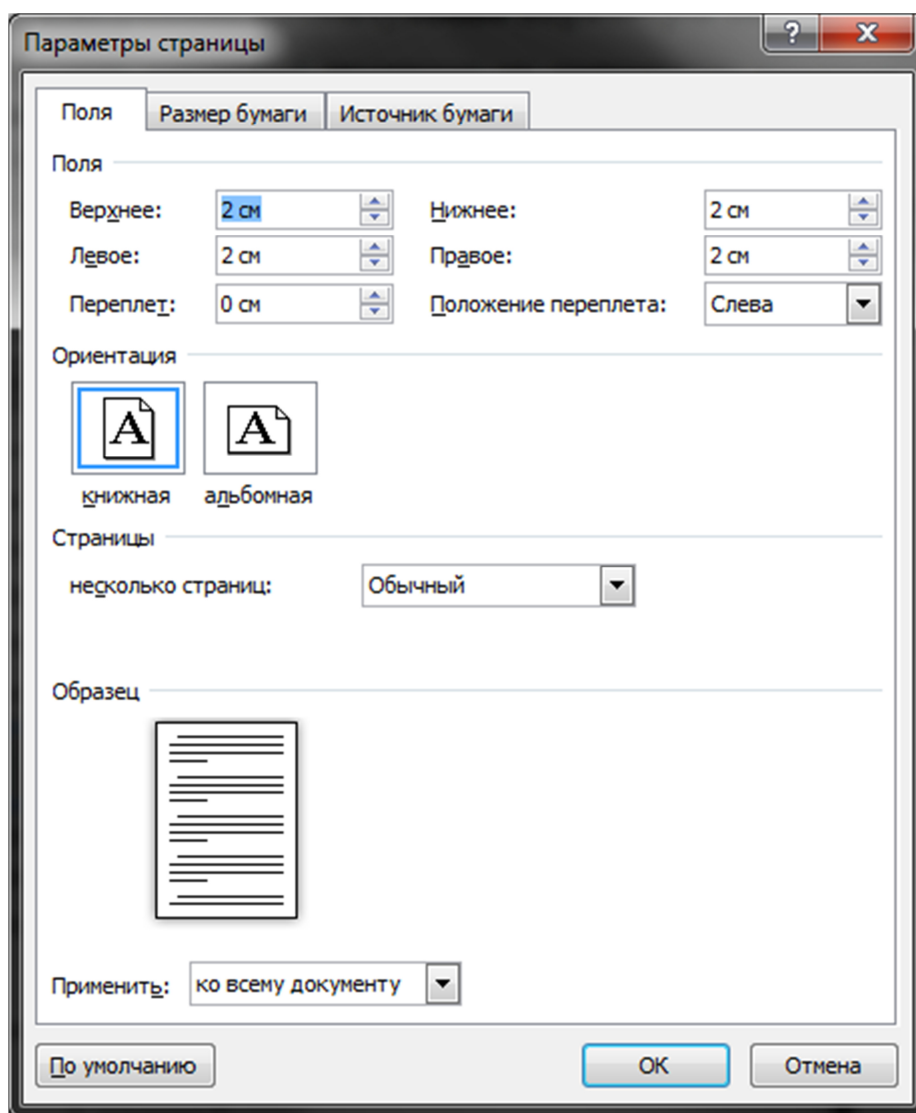 Параметры страницы
?
Поля Размер бумаги Источник бумаги
Поля
Верхнее: 2 см Нижнее: 2 см
Левое: 2 см Правое: 2 см
Переплет: 0 см Положение переплета: Слева
Ориентация
A A
книжная альбомная
Страницы
несколько страниц: Обычный
Образец
Применить: ко всему документу
По умолчанию ОК Отмена